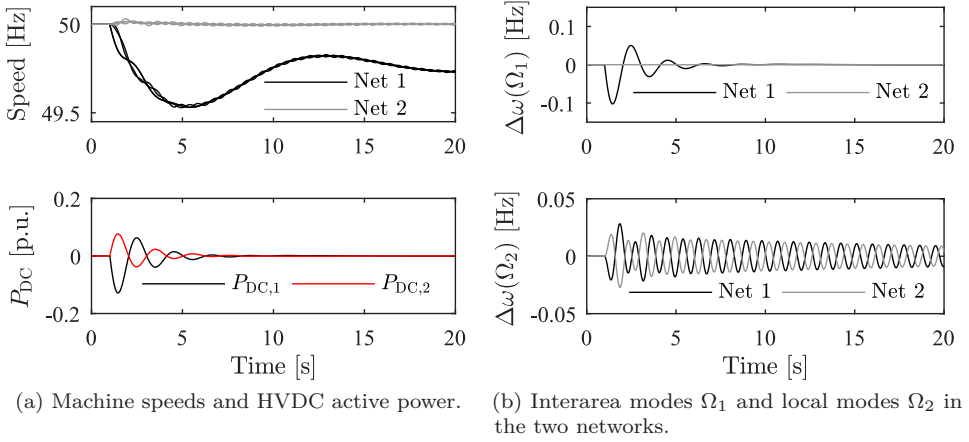 Speed [Hz]
50
49.5
Net 1
Net 2
0 5 10 15 20
P_DC [p.u.]
0.2
0
-0.2
P_DC,1 P_DC,2
0 5 10 15 20
Time [s]
(a) Machine speeds and HVDC active power.
Δω(Ω₁) [Hz]
0.1
0
-0.1
Net 1 Net 2
0 5 10 15 20
Δω(Ω₂) [Hz]
0.05
0
-0.05
Net 1 Net 2
0 5 10 15 20
Time [s]
(b) Interarea modes Ω₁ and local modes Ω₂ in
the two networks.